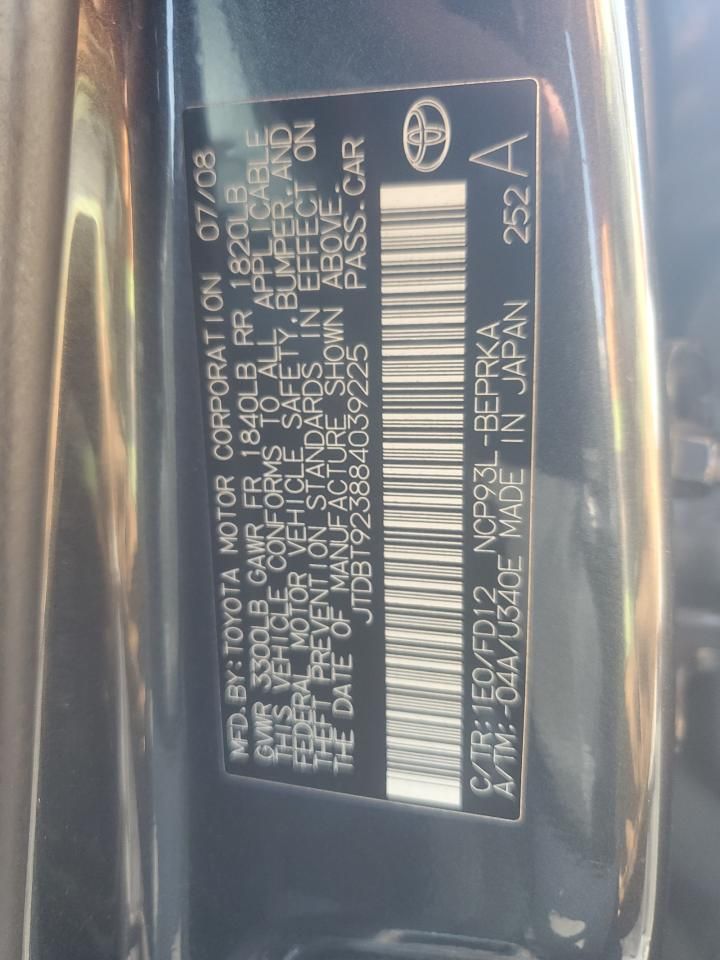 MFD. BY: TOYOTA MOTOR CORPORATION 07/08
GVWR 3300LB GAWR FR 1840LB RR 1820LB
THIS VEHICLE CONFORMS TO ALL APPLICABLE
FEDERAL MOTOR VEHICLE SAFETY, BUMPER, AND
THEFT PREVENTION STANDARDS IN EFFECT ON
THE DATE OF MANUFACTURE SHOWN ABOVE.
JTDBT923884039225 PASS.CAR
C/TR: 1E0/FD12 NCP93L-BEPRKA 252 A
A/TM: -04A/U340E MADE IN JAPAN